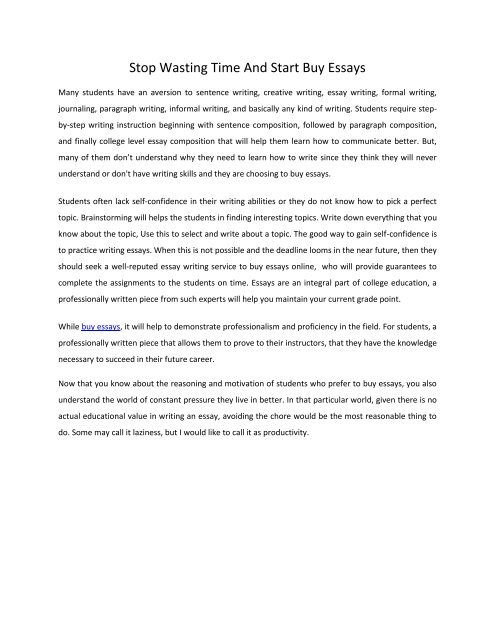 Stop Wasting Time And Start Buy Essays
Many students have an aversion to sentence writing, creative writing, essay writing, formal writing,
journaling, paragraph writing, informal writing, and basically any kind of writing. Students require step-
by-step writing instruction beginning with sentence composition, followed by paragraph composition,
and finally college level essay composition that will help them learn how to communicate better. But,
many of them don't understand why they need to learn how to write since they think they will never
understand or don't have writing skills and they are choosing to buy essays.
Students often lack self-confidence in their writing abilities or they do not know how to pick a perfect
topic. Brainstorming will helps the students in finding interesting topics. Write down everything that you
know about the topic, Use this to select and write about a topic. The good way to gain self-confidence is
to practice writing essays. When this is not possible and the deadline looms in the near future, then they
should seek a well-reputed essay writing service to buy essays online, who will provide guarantees to
complete the assignments to the students on time. Essays are an integral part of college education, a
professionally written piece from such experts will help you maintain your current grade point.
While buy essays, it will help to demonstrate professionalism and proficiency in the field. For students, a
professionally written piece that allows them to prove to their instructors, that they have the knowledge
necessary to succeed in their future career.
Now that you know about the reasoning and motivation of students who prefer to buy essays, you also
understand the world of constant pressure they live in better. In that particular world, given there is no
actual educational value in writing an essay, avoiding the chore would be the most reasonable thing to
do. Some may call it laziness, but I would like to call it as productivity.